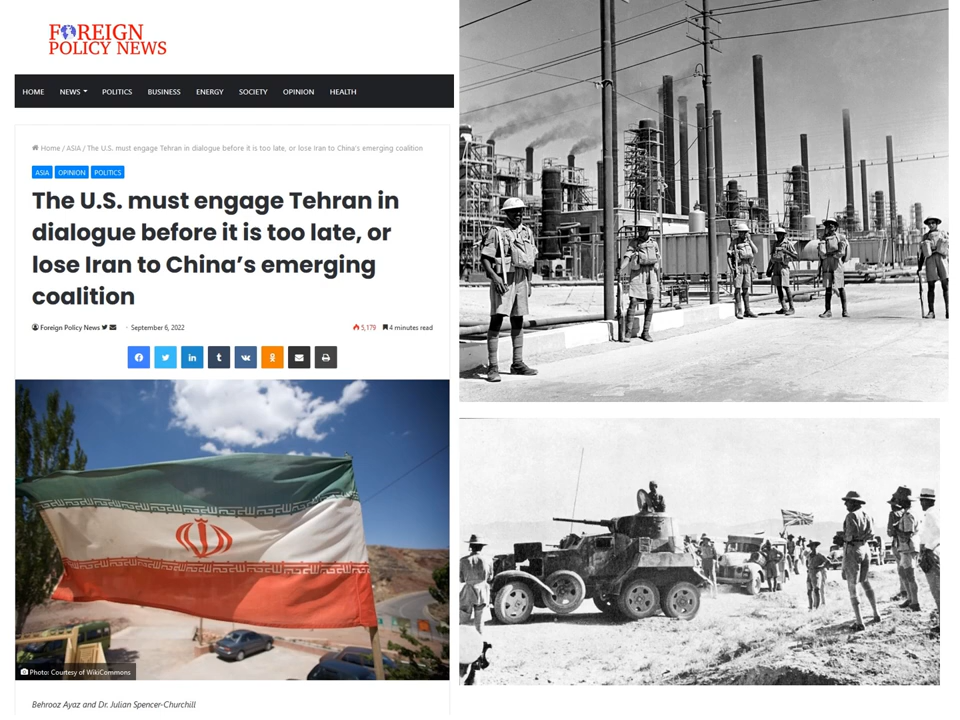 FOREIGN
POLICY NEWS
HOME NEWS POLITICS BUSINESS ENERGY SOCIETY OPINION HEALTH
Home / ASIA / The U.S. must engage Tehran in dialogue before it is too late, or lose Iran to China's emerging coalition
ASIA OPINION POLITICS
The U.S. must engage Tehran in
dialogue before it is too late, or
lose Iran to China's emerging
coalition
Foreign Policy News - September 6, 2022 5,179 4 minutes read
Photo: Courtesy of WikiCommons
Behrooz Ayaz and Dr. Julian Spencer-Churchill